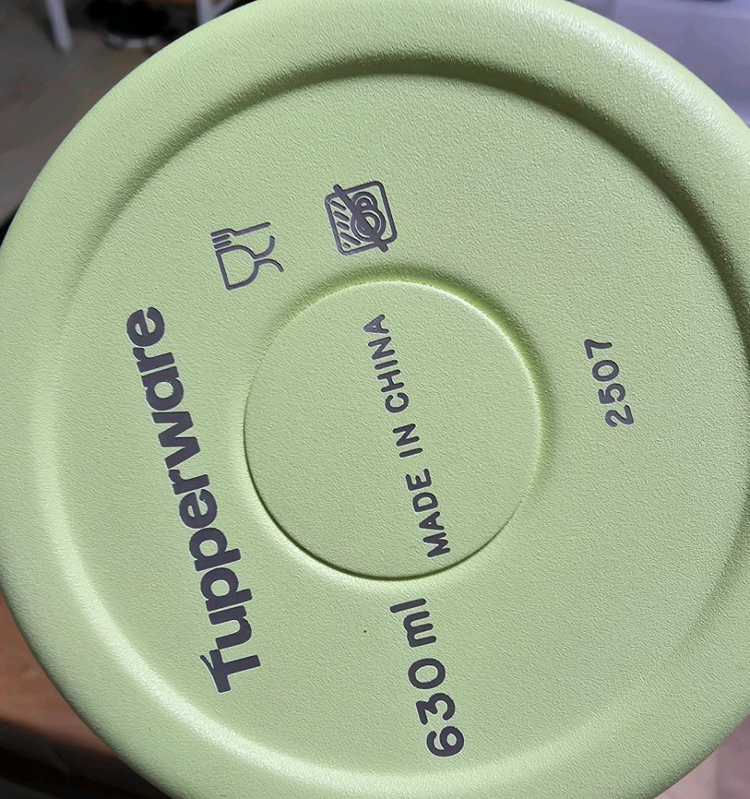 Tupperware
MADE IN CHINA
630 ml
2507